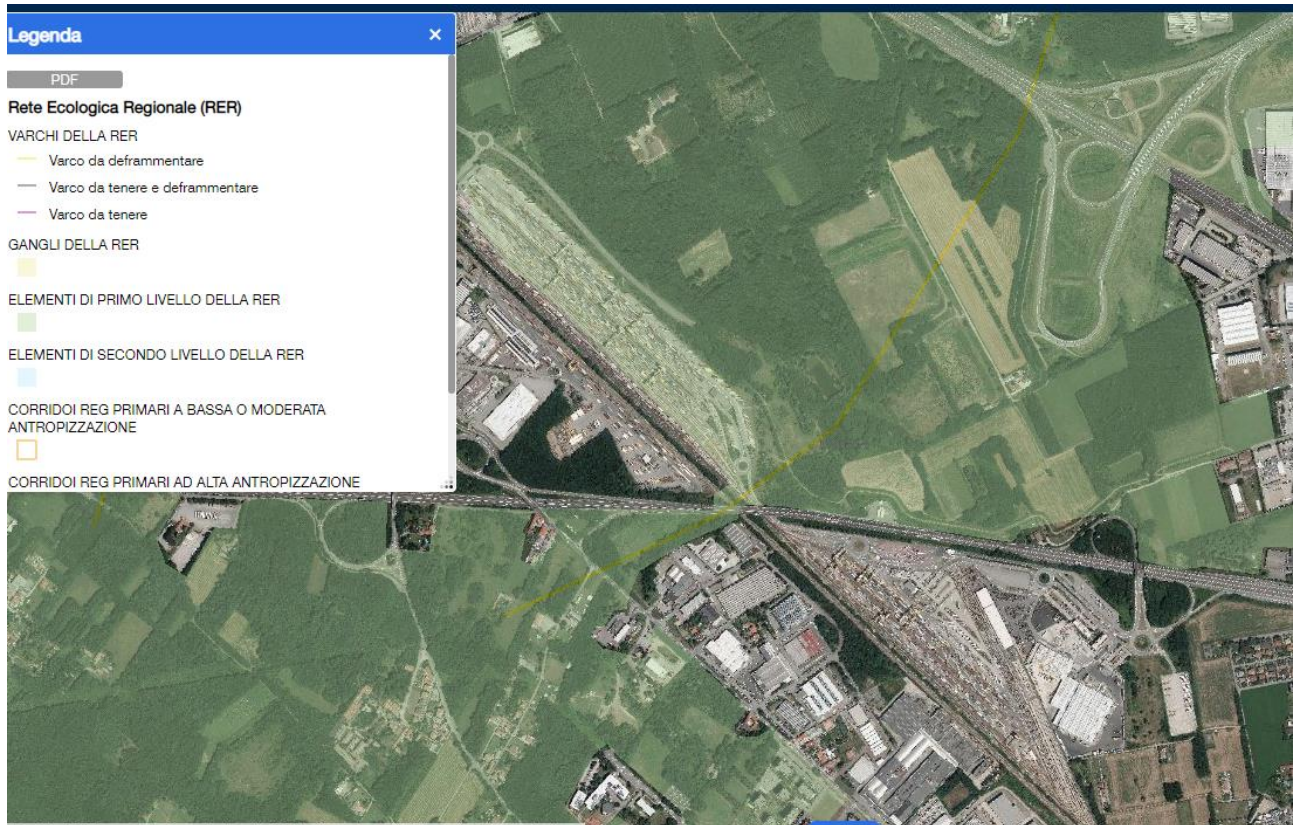 Legenda
×
PDF
Rete Ecologica Regionale (RER)
VARCHI DELLA RER
Varco da deframmentare
Varco da tenere e deframmentare
Varco da tenere
GANGLI DELLA RER
ELEMENTI DI PRIMO LIVELLO DELLA RER
ELEMENTI DI SECONDO LIVELLO DELLA RER
CORRIDOI REG PRIMARI A BASSA O MODERATA
ANTROPIZZAZIONE
CORRIDOI REG PRIMARI AD ALTA ANTROPIZZAZIONE